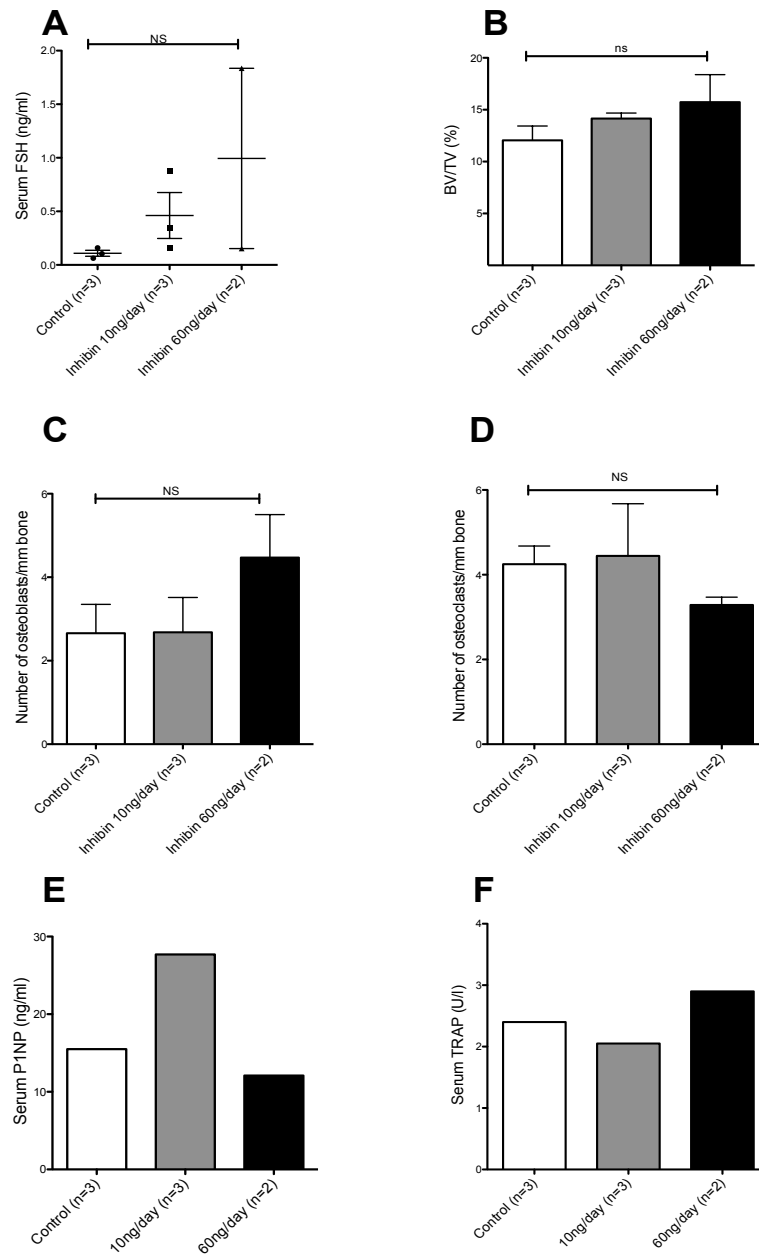 A
NS
2.0
1.5
1.0
0.5
0.0
Serum FSH (ng/ml)
Control (n=3)
Inhibin 10ng/day (n=3)
Inhibin 60ng/day (n=2)
B
ns
20
15
10
5
BV/TV (%)
Control (n=3)
Inhibin 10ng/day (n=3)
Inhibin 60ng/day (n=2)
C
NS
6
4
2
0
Number of osteoblasts/mm bone
Control (n=3)
Inhibin 10ng/day (n=3)
Inhibin 60ng/day (n=2)
D
NS
6
4
2
0
Number of osteoclasts/mm bone
Control (n=3)
Inhibin 10ng/day (n=3)
Inhibin 60ng/day (n=2)
E
30
20
10
0
Serum P1NP (ng/ml)
Control (n=3)
10ng/day (n=3)
60ng/day (n=2)
F
4
3
2
1
0
Serum TRAP (U/l)
Control (n=3)
10ng/day (n=3)
60ng/day (n=2)